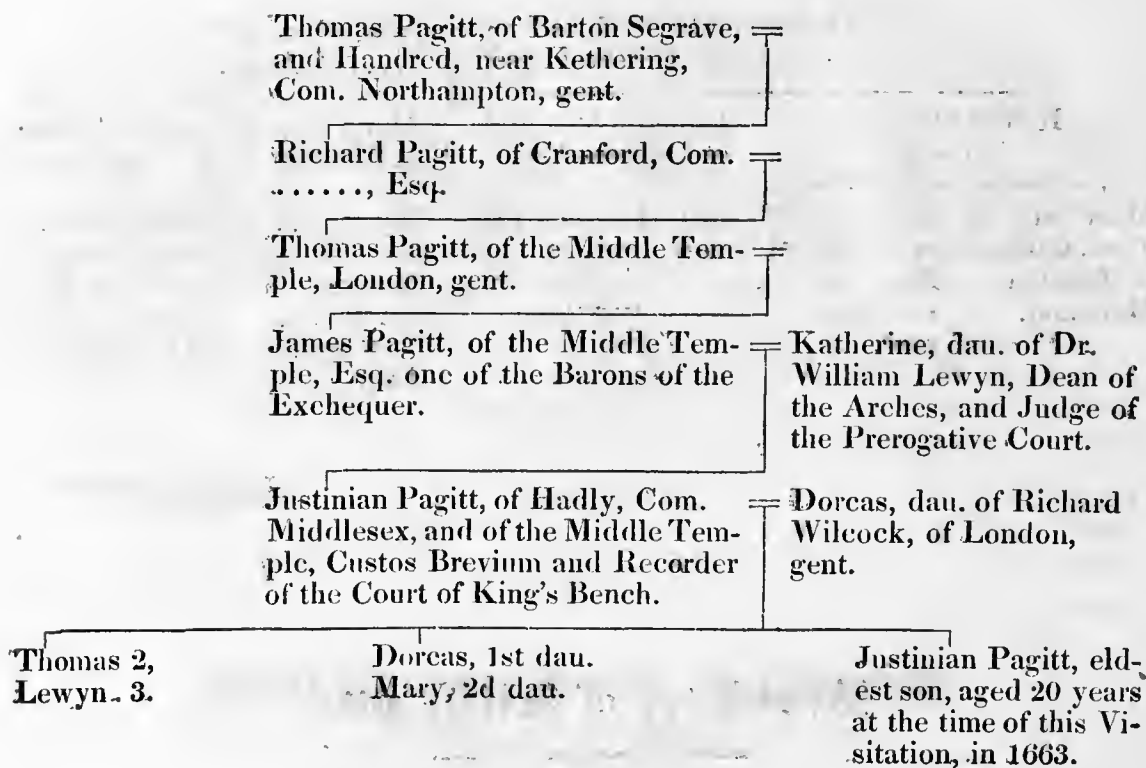 Thomas Pagitt, of Barton Segrave,
and Handred, near Kethering,
Com. Northampton, gent.
Richard Pagitt, of Cranford, Com.
......, Esq.
Thomas Pagitt, of the Middle Tem-
ple, London, gent.
James Pagitt, of the Middle Tem-
ple, Esq. one of the Barons of the
Exchequer.
Katherine, dau. of Dr.
William Lewyn, Dean of
the Arches, and Judge of
the Prerogative Court.
Justinian Pagitt, of Hadly, Com.
Middlesex, and of the Middle Tem-
ple, Custos Brevium and Recorder
of the Court of King's Bench.
Dorcas, dau. of Richard
Wilcock, of London,
gent.
Thomas 2,
Lewyn. 3.
Dorcas, 1st dau.
Mary, 2d dau.
Justinian Pagitt, eld-
est son, aged 20 years
at the time of this Vi-
sitation, in 1663.